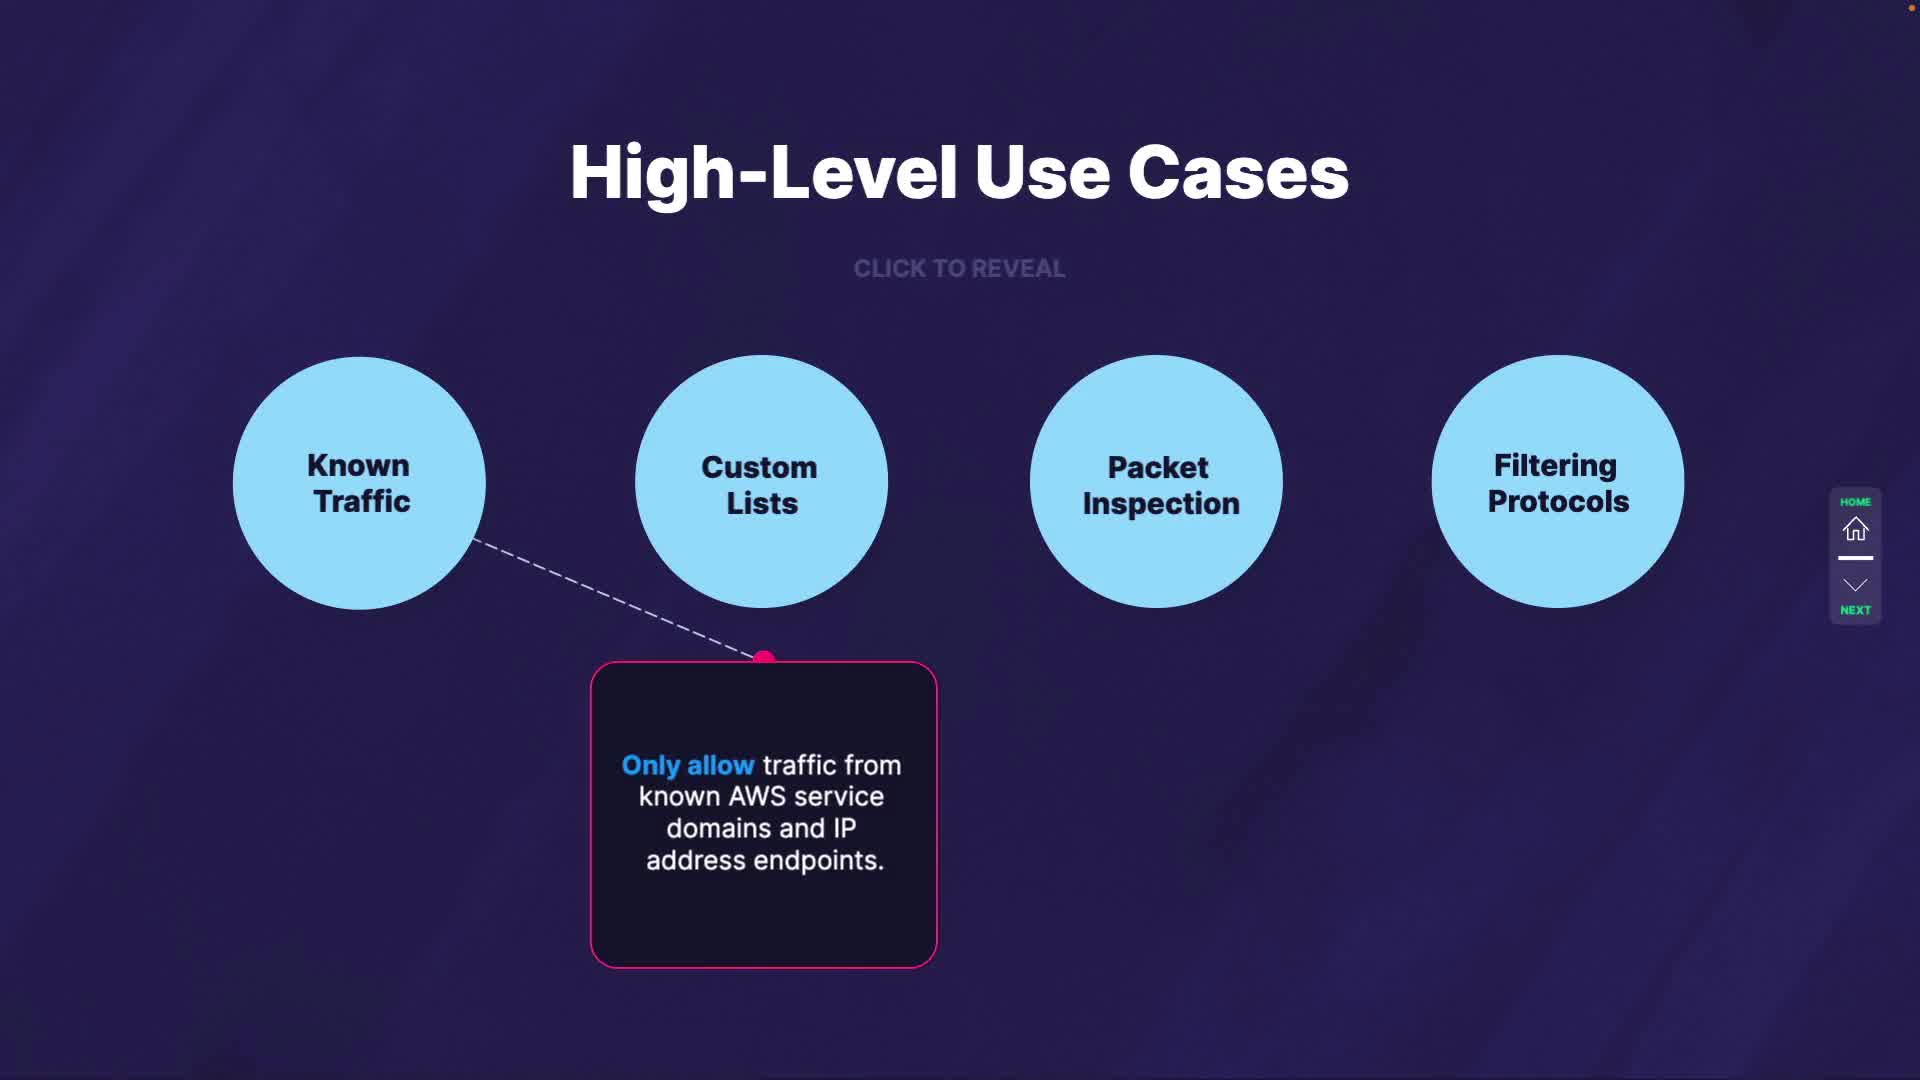 High-Level Use Cases
CLICK TO REVEAL
Known
Traffic
Custom
Lists
Packet
Inspection
Filtering
Protocols
HOME
NEXT
Only allow traffic from
known AWS service
domains and IP
address endpoints.